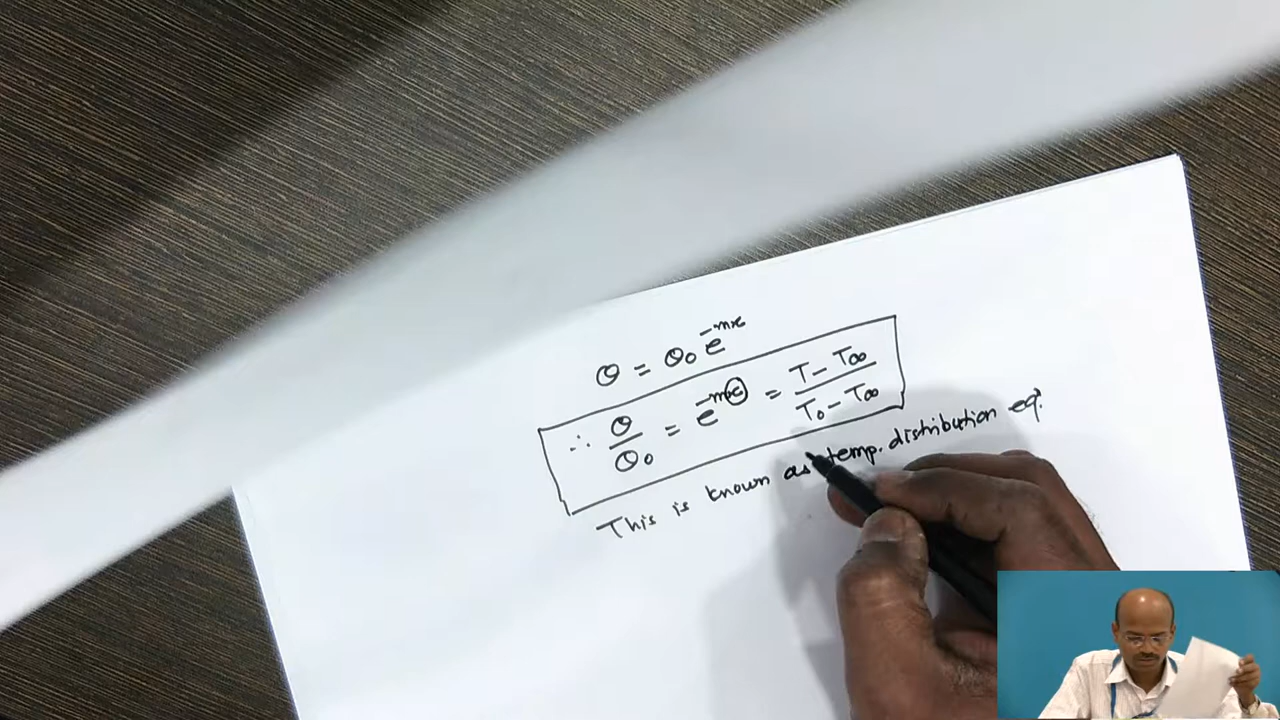 θ = θ₀ e^{-mx}
∴ θ/θ₀ = e^{-mx} = (T - T∞)/(T₀ - T∞)
This is known as temp. distribution eq.